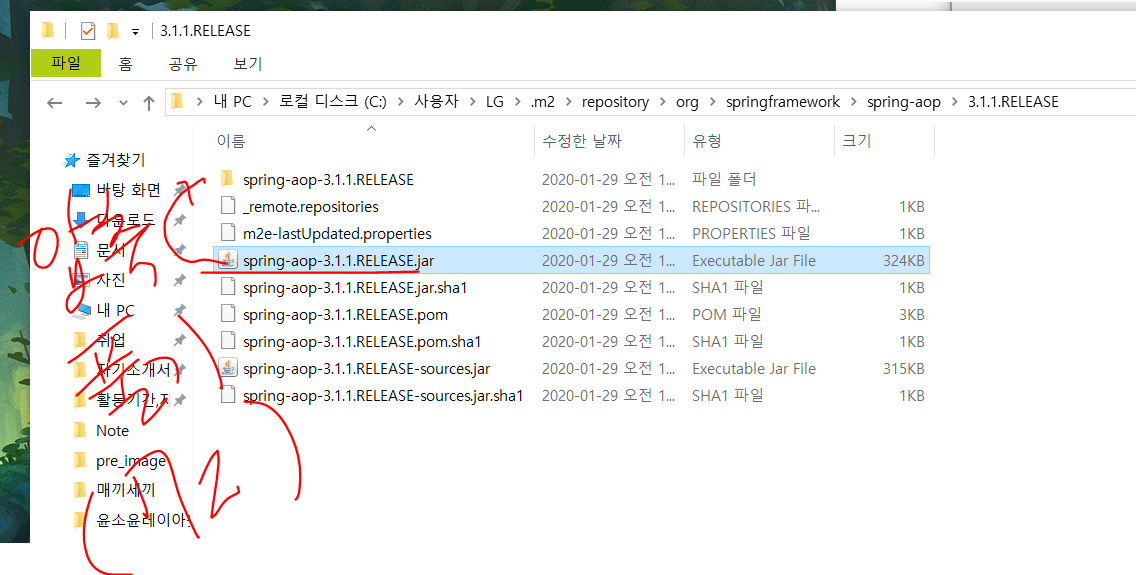 3.1.1.RELEASE
파일 홈 공유 보기
내 PC > 로컬 디스크 (C:) > 사용자 > LG > .m2 > repository > org > springframework > spring-aop > 3.1.1.RELEASE
이름 수정한 날짜 유형 크기
즐겨찾기
바탕 화면
다운로드
문서
사진
내 PC
취업
자기소개서
활동기간,
Note
pre_image
매끼세끼
윤소윤레이아
spring-aop-3.1.1.RELEASE 2020-01-29 오전 1... 파일 폴더
_remote.repositories 2020-01-29 오전 1... REPOSITORIES 파... 1KB
m2e-lastUpdated.properties 2020-01-29 오전 1... PROPERTIES 파일 1KB
spring-aop-3.1.1.RELEASE.jar 2020-01-29 오전 1... Executable Jar File 324KB
spring-aop-3.1.1.RELEASE.jar.sha1 2020-01-29 오전 1... SHA1 파일 1KB
spring-aop-3.1.1.RELEASE.pom 2020-01-29 오전 1... POM 파일 3KB
spring-aop-3.1.1.RELEASE.pom.sha1 2020-01-29 오전 1... SHA1 파일 1KB
spring-aop-3.1.1.RELEASE-sources.jar 2020-01-29 오전 1... Executable Jar File 315KB
spring-aop-3.1.1.RELEASE-sources.jar.sha1 2020-01-29 오전 1... SHA1 파일 1KB
압축
풀기